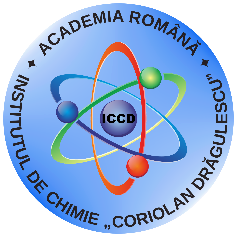 ACADEMIA ROMÂNĂ
INSTITUTUL DE CHIMIE „CORIOLAN DRĂGULESCU”
ICCD